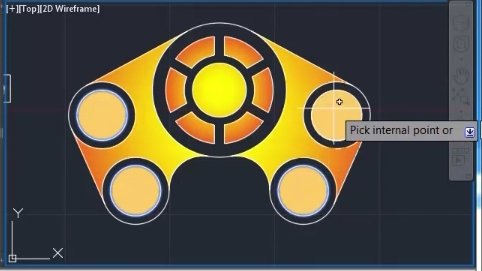 [+][Top][2D Wireframe]
Pick internal point or
Y
X